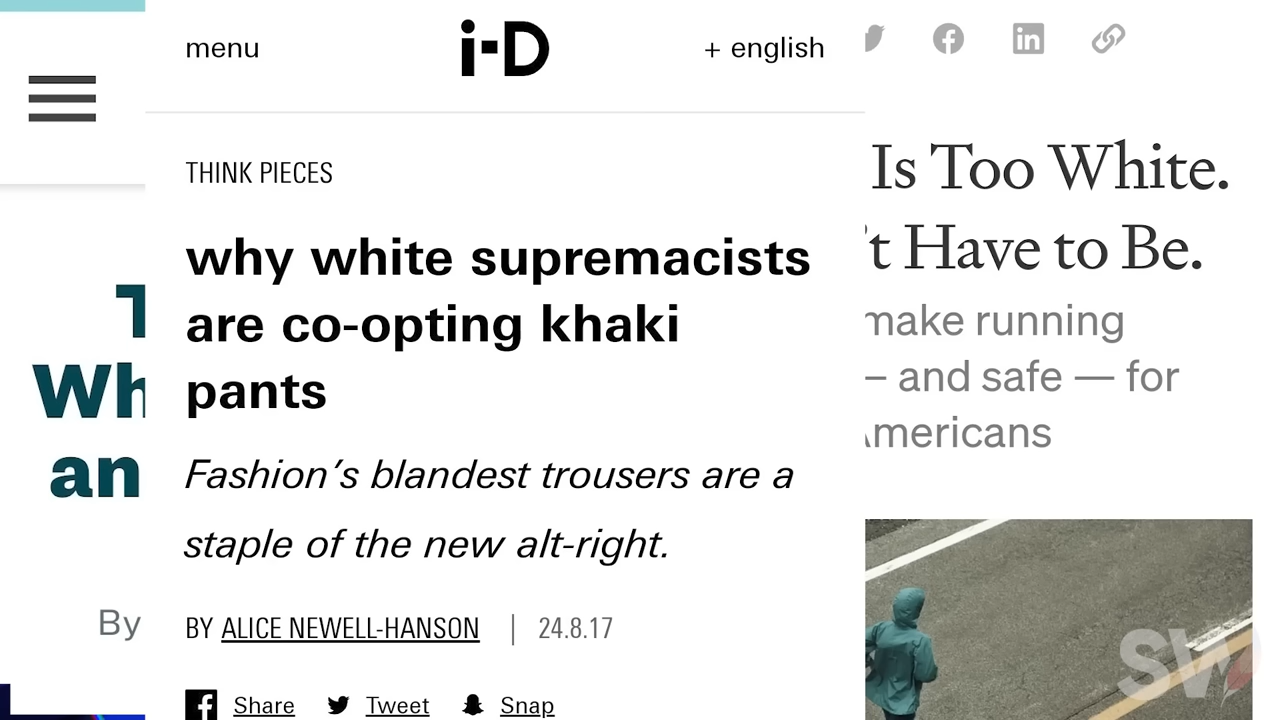 menu
i-D
+ english
THINK PIECES
why white supremacists
are co-opting khaki
pants
Fashion's blandest trousers are a
staple of the new alt-right.
BY ALICE NEWELL-HANSON | 24.8.17
Share
Tweet
Snap
Wh
an
By
Is Too White.
't Have to Be.
make running
– and safe — for
Americans
SW